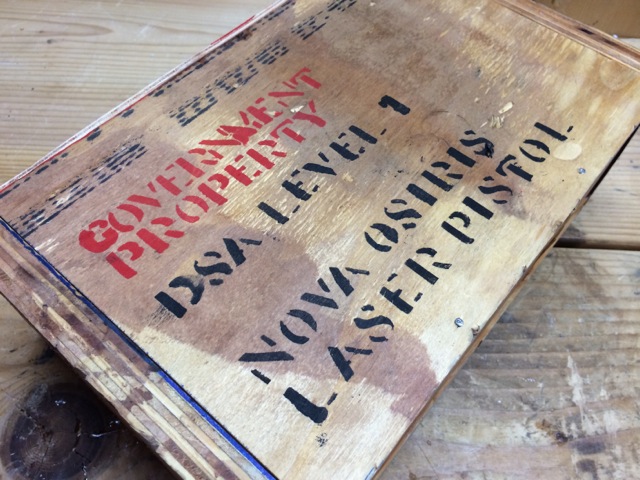 GOVERNMENT
PROPERTY
DSA LEVEL 1
NOVA OSIRIS
LASER PISTOL